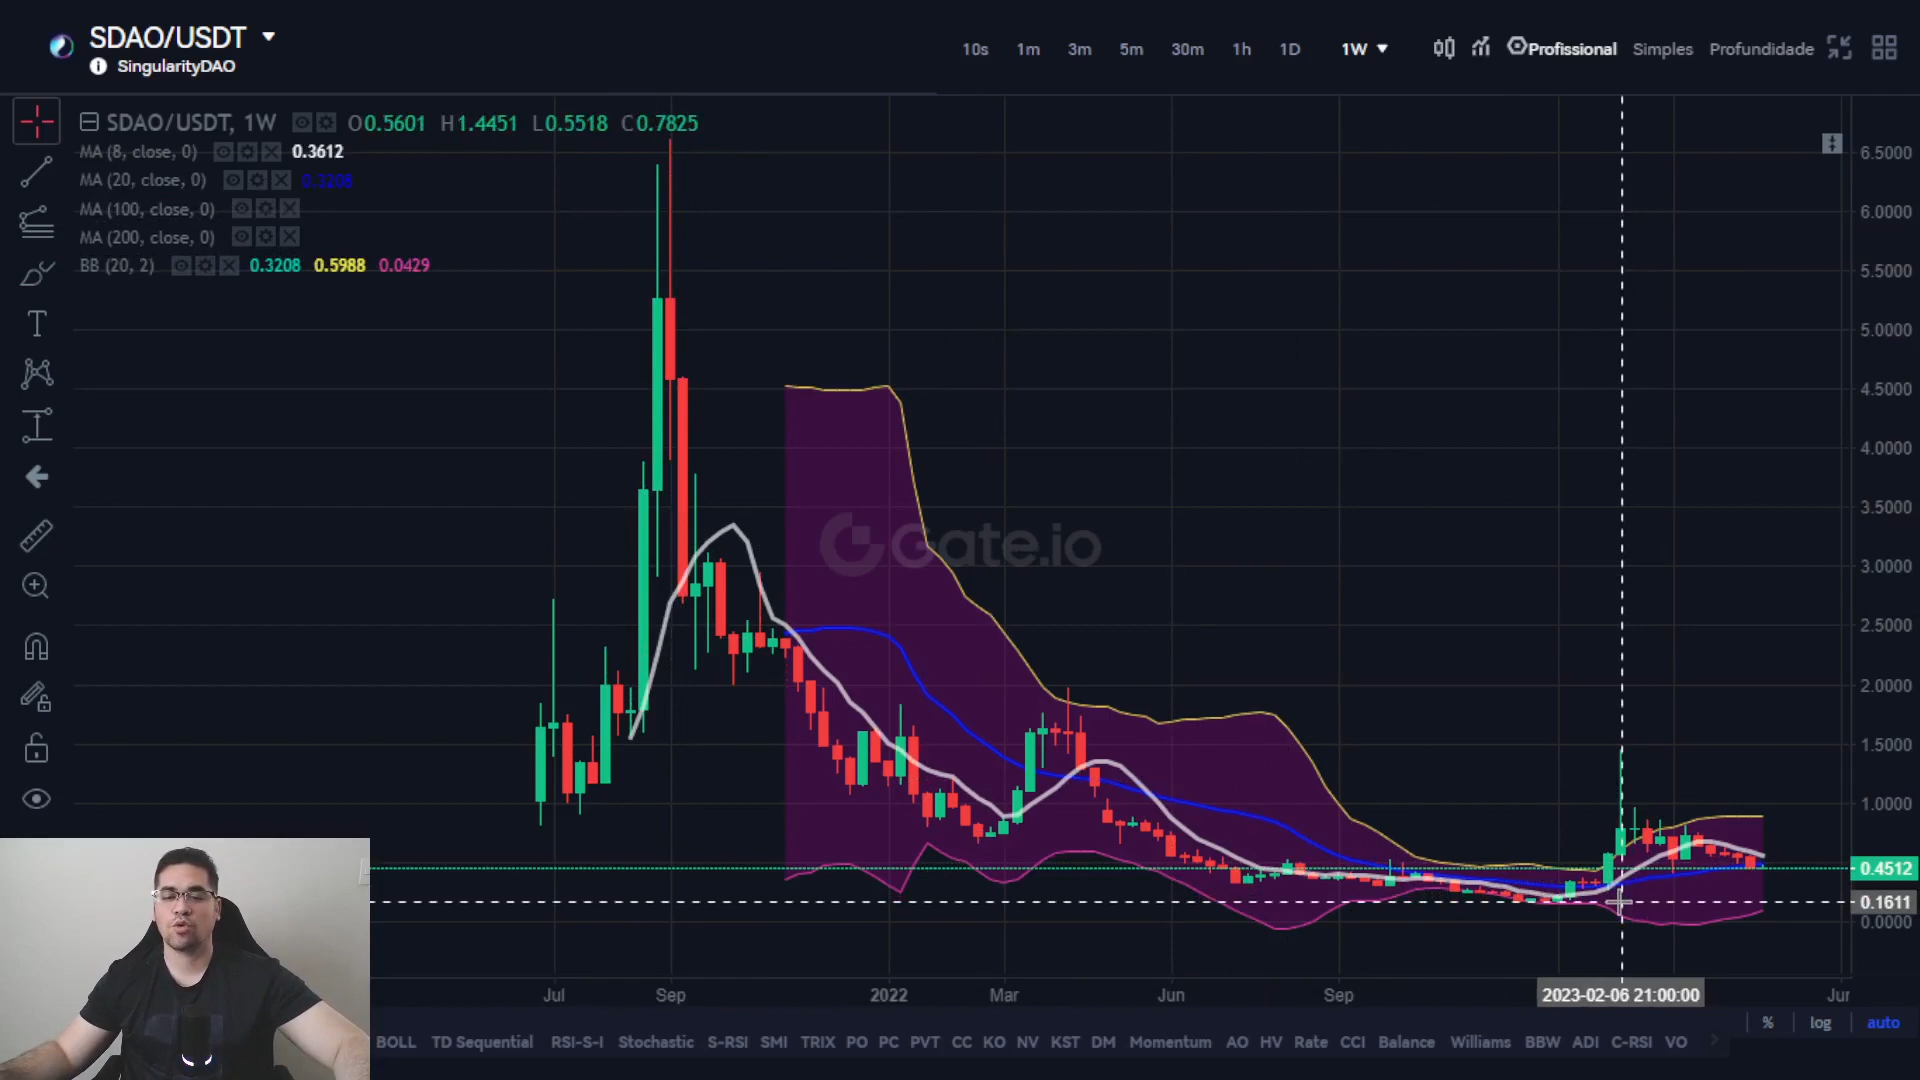 SDAO/USDT
SingularityDAO
10s 1m 3m 5m 30m 1h 1D 1W Profissional Simples Profundidade
SDAO/USDT, 1W O0.5601 H1.4451 L0.5518 C0.7825
MA (8, close, 0) 0.3612
MA (20, close, 0) 0.3208
MA (100, close, 0)
MA (200, close, 0)
BB (20, 2) 0.3208 0.5988 0.0429
6.5000
6.0000
5.5000
5.0000
4.5000
4.0000
3.5000
Gate.io
3.0000
2.5000
2.0000
1.5000
1.0000
0.4512
0.1611
0.0000
Jul Sep 2022 Mar Jun Sep 2023-02-06 21:00:00 Jur
% log auto
BOLL TD Sequential RSI-S-I Stochastic S-RSI SMI TRIX PO PC PVT CC KO NV KST DM Momentum AO HV Rate CCI Balance Williams BBW ADI C-RSI VO